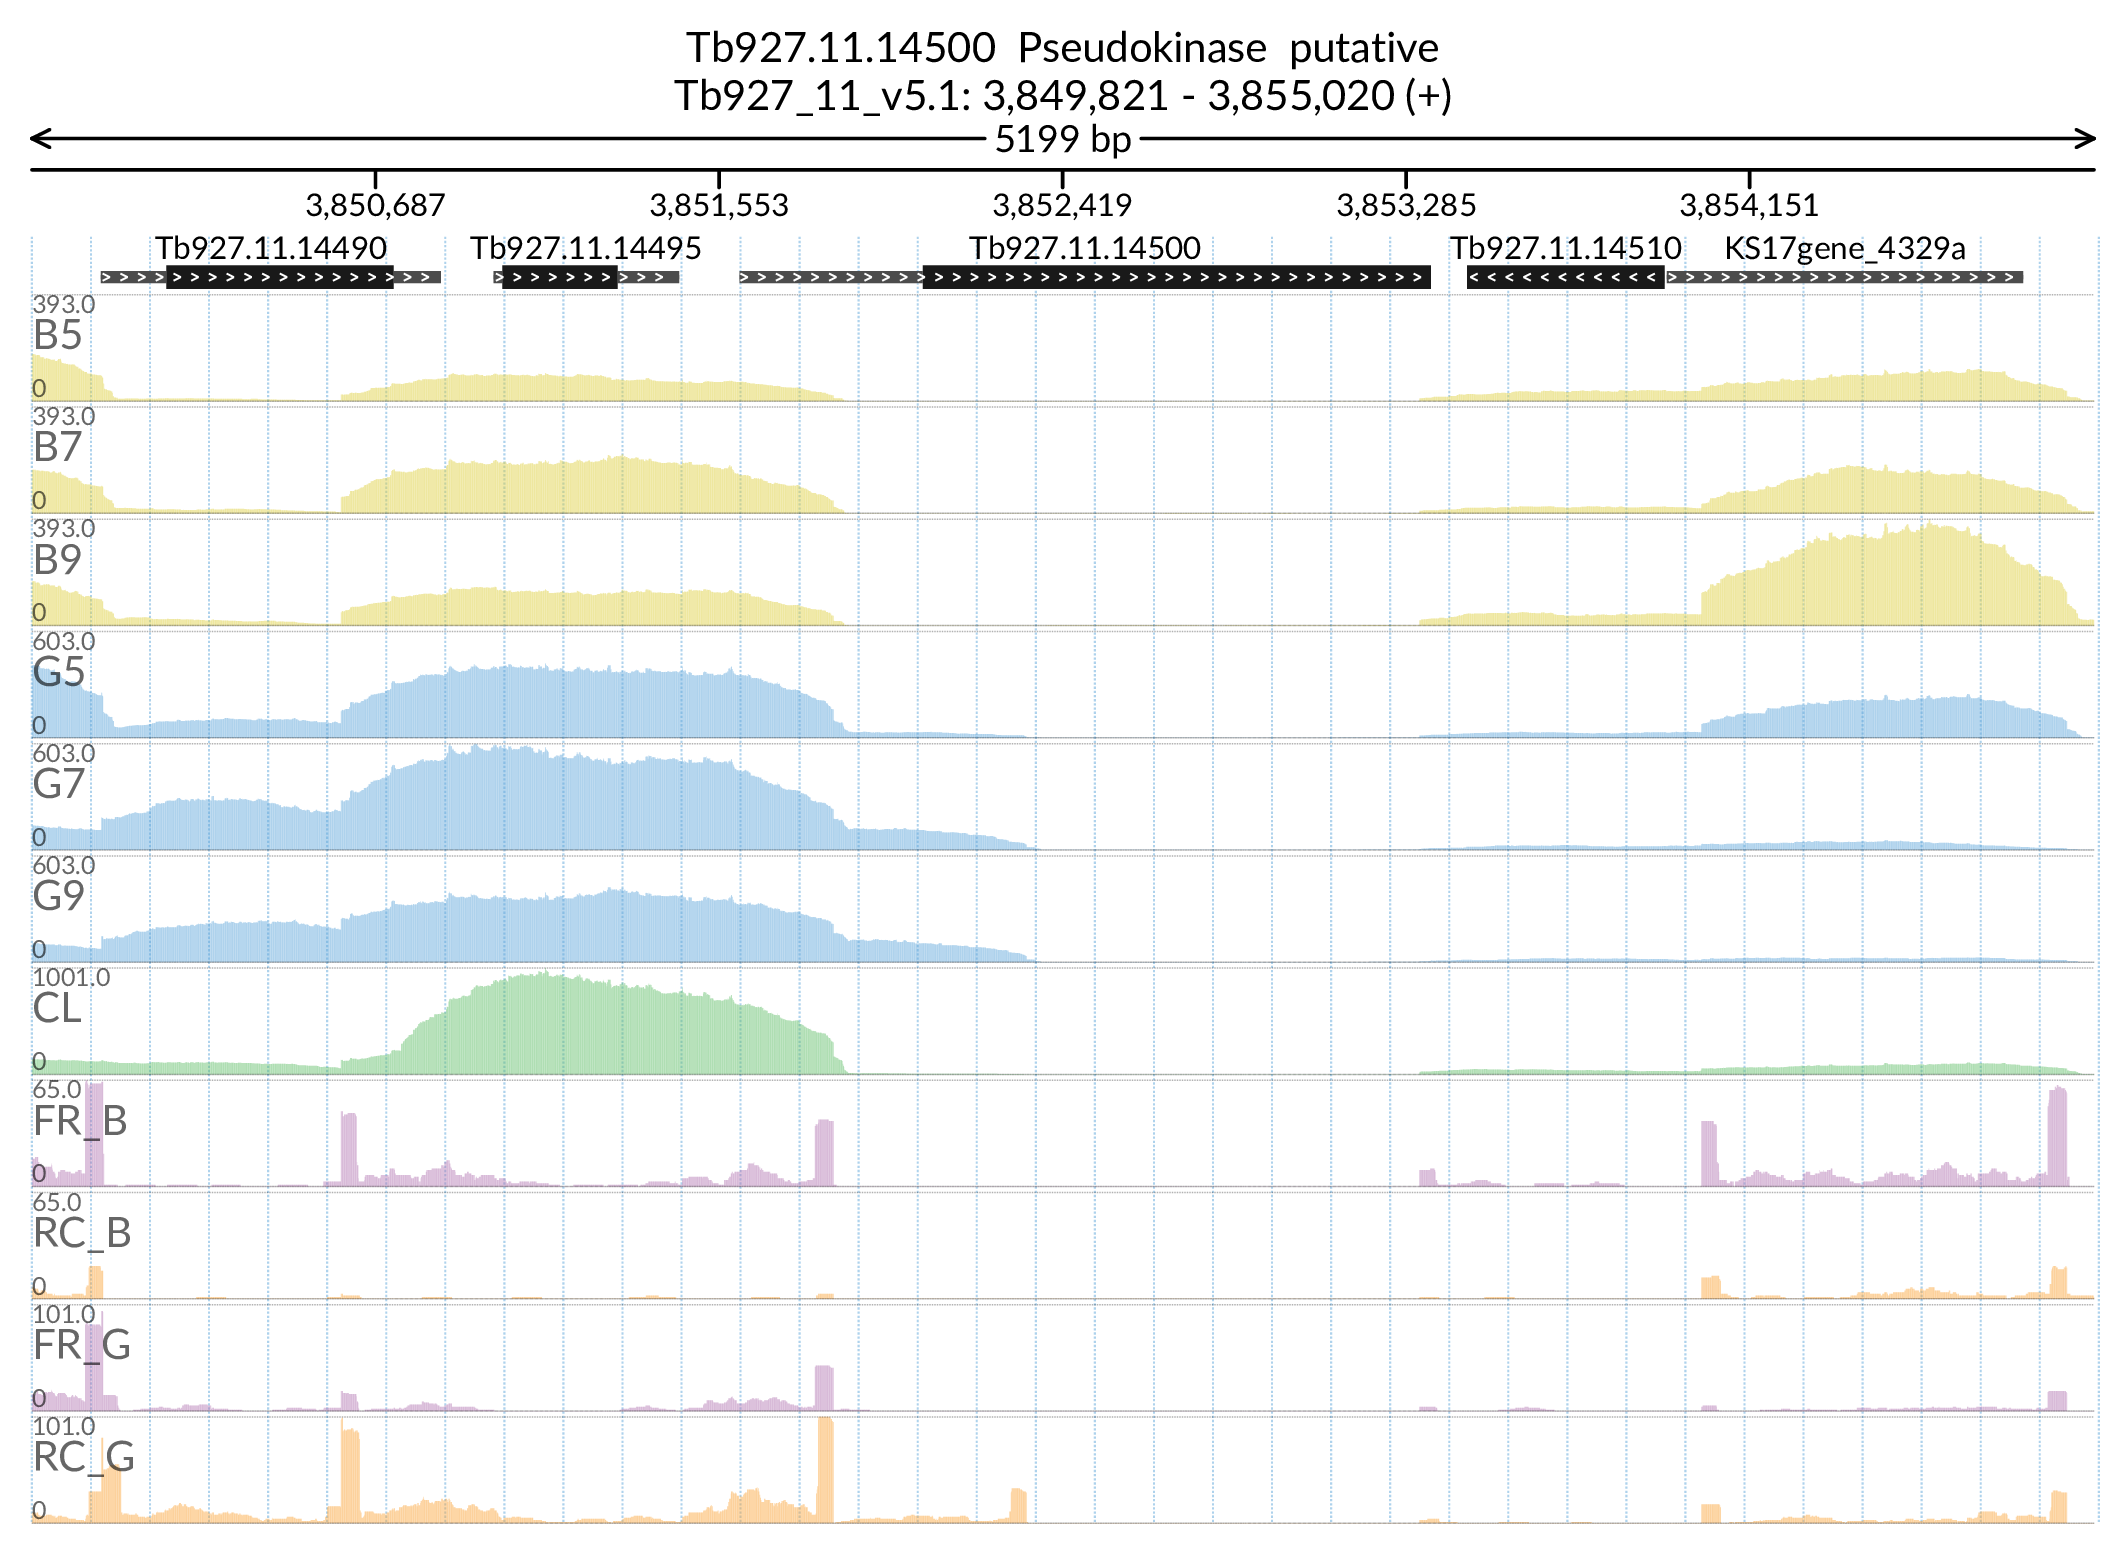 Tb927.11.14500 Pseudokinase putative
Tb927_11_v5.1: 3,849,821 - 3,855,020 (+)
5199 bp
3,850,687 3,851,553 3,852,419 3,853,285 3,854,151
Tb927.11.14490 Tb927.11.14495 Tb927.11.14500 Tb927.11.14510 KS17gene_4329a
393.0
B5
0
393.0
B7
0
393.0
B9
0
603.0
G5
0
603.0
G7
0
603.0
G9
0
1001.0
CL
0
65.0
FR_B
0
65.0
RC_B
0
101.0
FR_G
0
101.0
RC_G
0